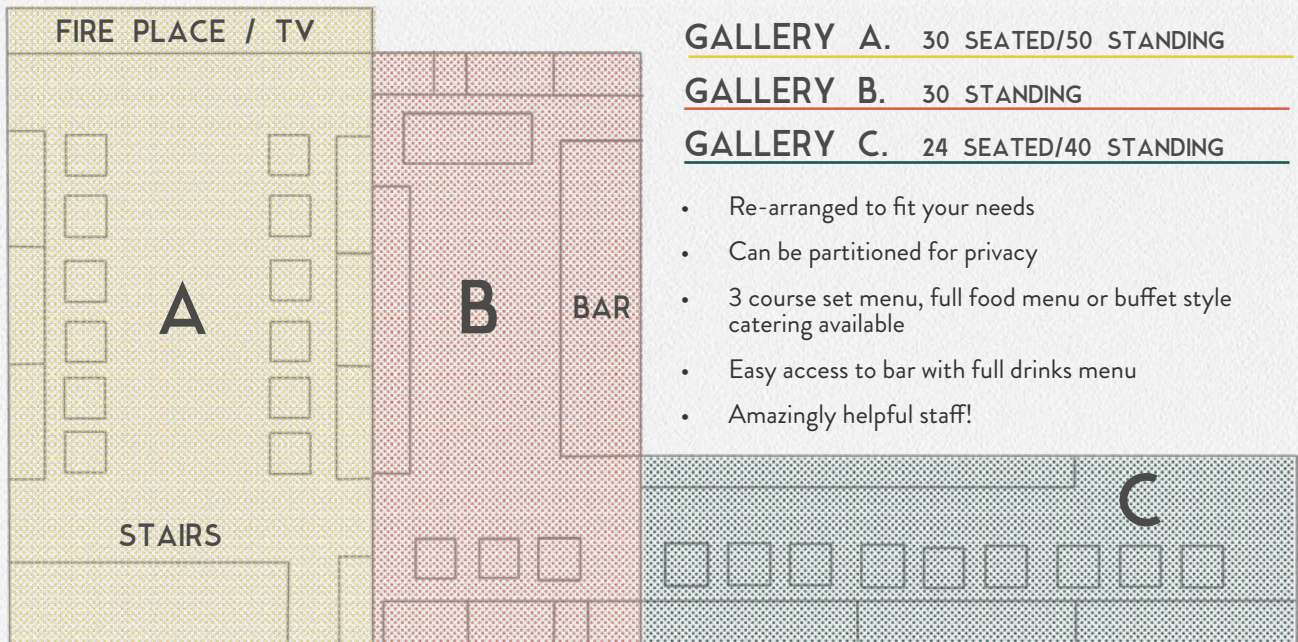 FIRE PLACE / TV
GALLERY A. 30 SEATED/50 STANDING
GALLERY B. 30 STANDING
GALLERY C. 24 SEATED/40 STANDING
• Re-arranged to fit your needs
• Can be partitioned for privacy
• 3 course set menu, full food menu or buffet style
catering available
• Easy access to bar with full drinks menu
• Amazingly helpful staff!
A
B
BAR
C
STAIRS